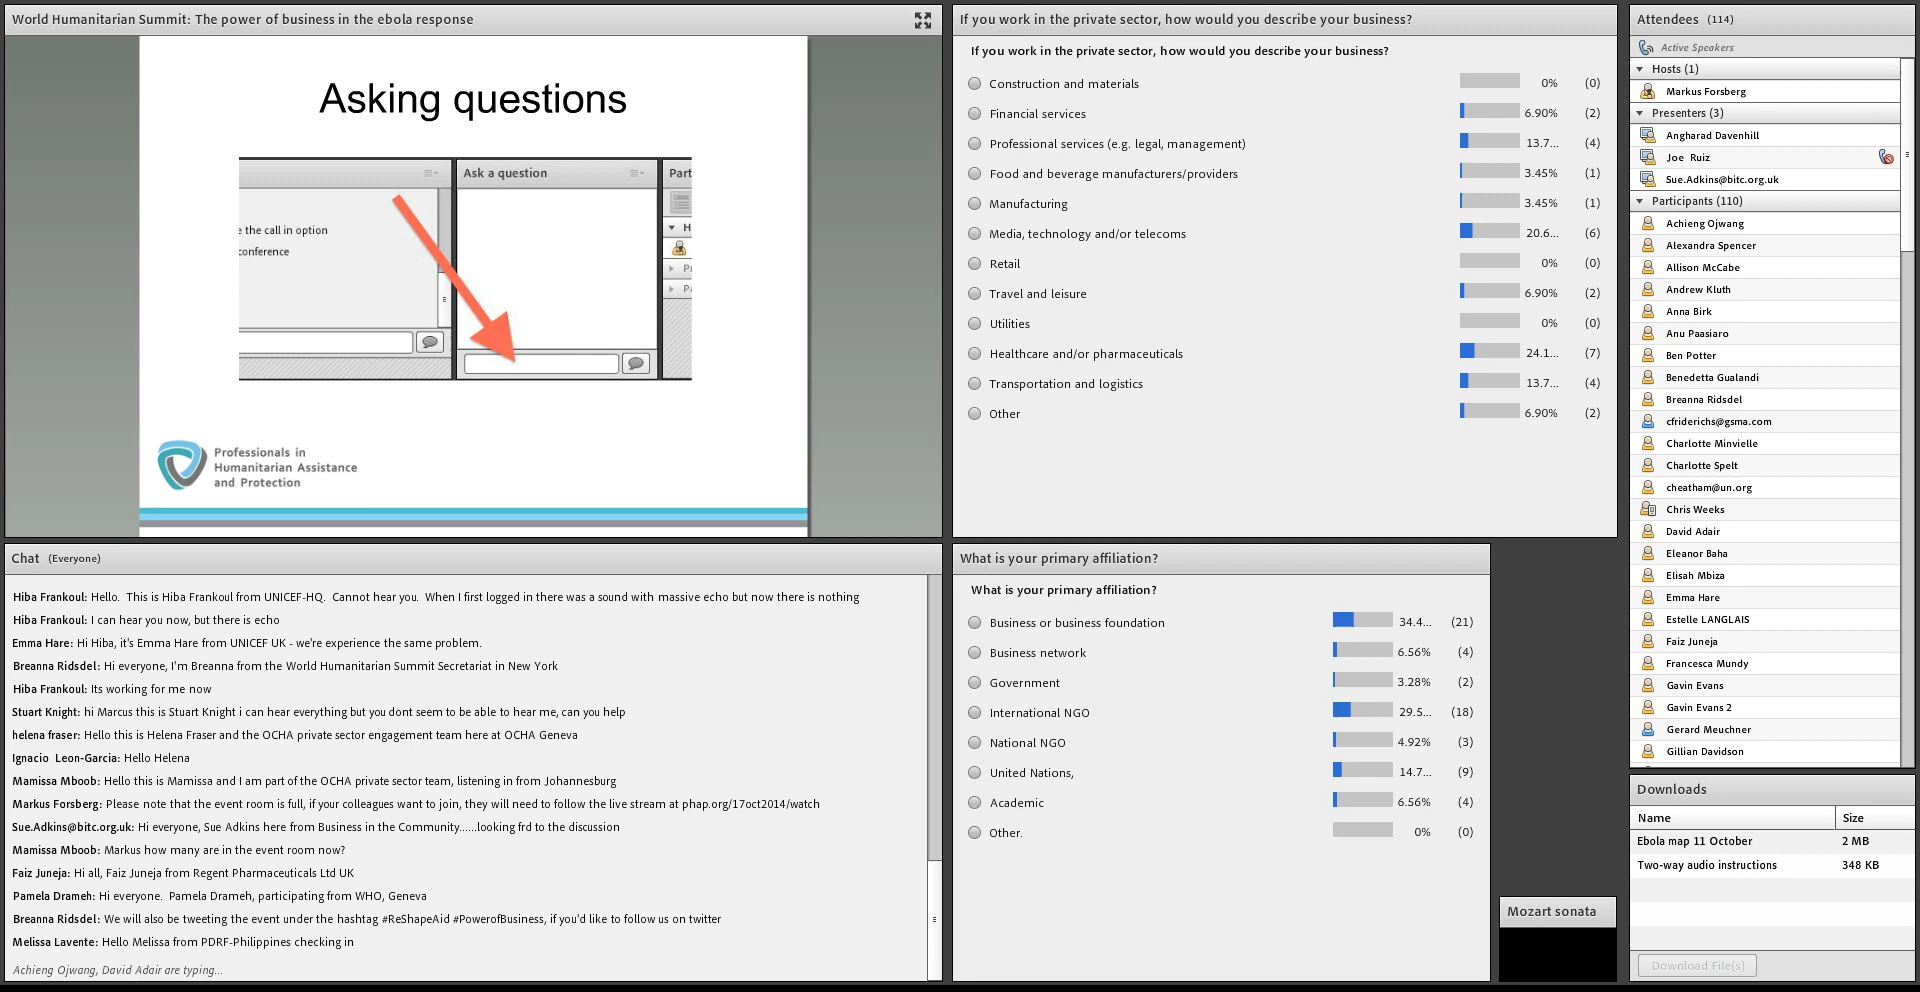 World Humanitarian Summit: The power of business in the ebola response
Asking questions
Ask a question
Part
e the call in option
conference
H
P
P
Professionals in
Humanitarian Assistance
and Protection
If you work in the private sector, how would you describe your business?
If you work in the private sector, how would you describe your business?
Construction and materials 0% (0)
Financial services 6.90% (2)
Professional services (e.g. legal, management) 13.7... (4)
Food and beverage manufacturers/providers 3.45% (1)
Manufacturing 3.45% (1)
Media, technology and/or telecoms 20.6... (6)
Retail 0% (0)
Travel and leisure 6.90% (2)
Utilities 0% (0)
Healthcare and/or pharmaceuticals 24.1... (7)
Transportation and logistics 13.7... (4)
Other 6.90% (2)
Attendees (114)
Active Speakers
Hosts (1)
Markus Forsberg
Presenters (3)
Angharad Davenhill
Joe Ruiz
Sue.Adkins@bitc.org.uk
Participants (110)
Achieng Ojwang
Alexandra Spencer
Allison McCabe
Andrew Kluth
Anna Birk
Anu Paasiaro
Ben Potter
Benedetta Gualandi
Breanna Ridsdel
cfriderichs@gsma.com
Charlotte Minvielle
Charlotte Spelt
cheatham@un.org
Chris Weeks
David Adair
Eleanor Baha
Elisah Mbiza
Emma Hare
Estelle LANGLAIS
Faiz Juneja
Francesca Mundy
Gavin Evans
Gavin Evans 2
Gerard Meuchner
Gillian Davidson
Chat (Everyone)
Hiba Frankoul: Hello. This is Hiba Frankoul from UNICEF-HQ. Cannot hear you. When I first logged in there was a sound with massive echo but now there is nothing
Hiba Frankoul: I can hear you now, but there is echo
Emma Hare: Hi Hiba, it's Emma Hare from UNICEF UK - we're experience the same problem.
Breanna Ridsdel: Hi everyone, I'm Breanna from the World Humanitarian Summit Secretariat in New York
Hiba Frankoul: Its working for me now
Stuart Knight: hi Marcus this is Stuart Knight i can hear everything but you dont seem to be able to hear me, can you help
helena fraser: Hello this is Helena Fraser and the OCHA private sector engagement team here at OCHA Geneva
Ignacio Leon-Garcia: Hello Helena
Mamissa Mboob: Hello this is Mamissa and I am part of the OCHA private sector team, listening in from Johannesburg
Markus Forsberg: Please note that the event room is full, if your colleagues want to join, they will need to follow the live stream at phap.org/17oct2014/watch
Sue.Adkins@bitc.org.uk: Hi everyone, Sue Adkins here from Business in the Community......looking frd to the discussion
Mamissa Mboob: Markus how many are in the event room now?
Faiz Juneja: Hi all, Faiz Juneja from Regent Pharmaceuticals Ltd UK
Pamela Drameh: Hi everyone. Pamela Drameh, participating from WHO, Geneva
Breanna Ridsdel: We will also be tweeting the event under the hashtag #ReShapeAid #PowerofBusiness, if you'd like to follow us on twitter
Melissa Lavente: Hello Melissa from PDRF-Philippines checking in
Achieng Ojwang, David Adair are typing...
What is your primary affiliation?
What is your primary affiliation?
Business or business foundation 34.4... (21)
Business network 6.56% (4)
Government 3.28% (2)
International NGO 29.5... (18)
National NGO 4.92% (3)
United Nations, 14.7... (9)
Academic 6.56% (4)
Other. 0% (0)
Mozart sonata
Downloads
Name Size
Ebola map 11 October 2 MB
Two-way audio instructions 348 KB
Download File(s)